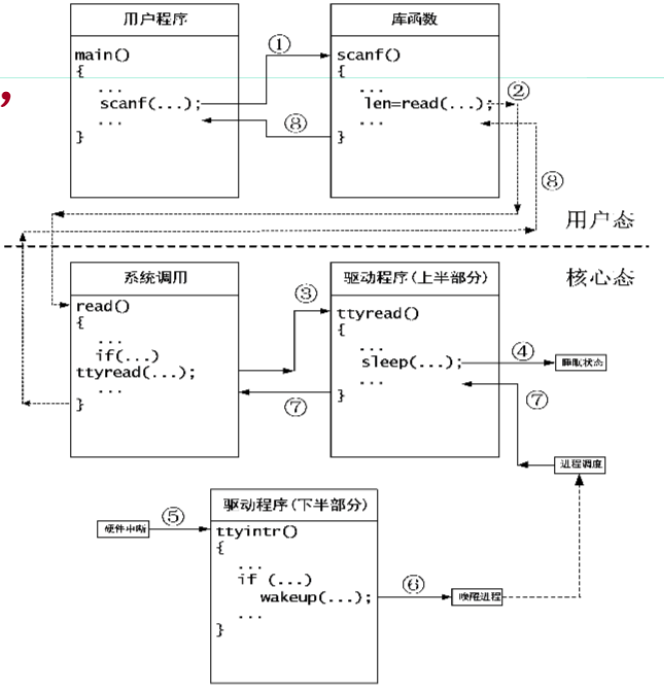 用户程序
main()
{
...
scanf(...);
...
}
①
⑧
库函数
scanf()
{
...
len=read(...);
...
}
②
⑧
,
用户态
核心态
系统调用
read()
{
...
if(...)
ttyread(...);
...
}
③
⑦
驱动程序(上半部分)
ttyread()
{
...
sleep(...);
...
}
④
睡眠状态
⑦
进程调度
驱动程序(下半部分)
ttyintr()
{
...
if (...)
wakeup(...);
...
}
硬件中断
⑤
⑥
唤醒进程